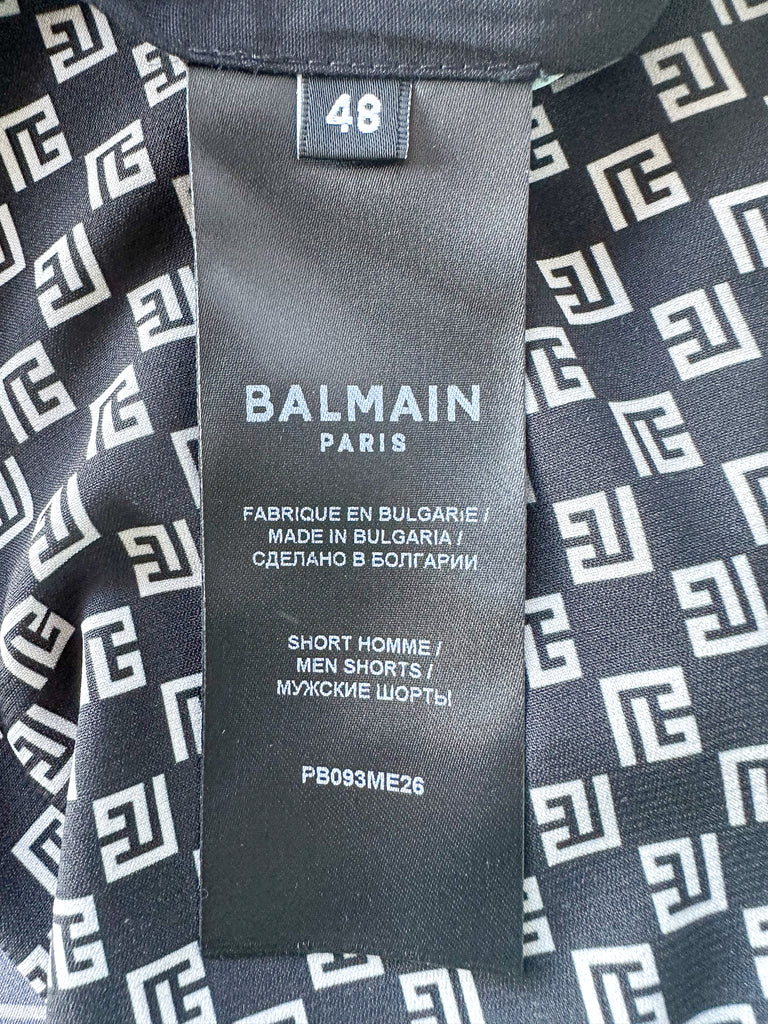 48
BALMAIN
PARIS
FABRIQUE EN BULGARIE /
MADE IN BULGARIA /
СДЕЛАНО В БОЛГАРИИ
SHORT HOMME /
MEN SHORTS /
МУЖСКИЕ ШОРТЫ
PB093ME26